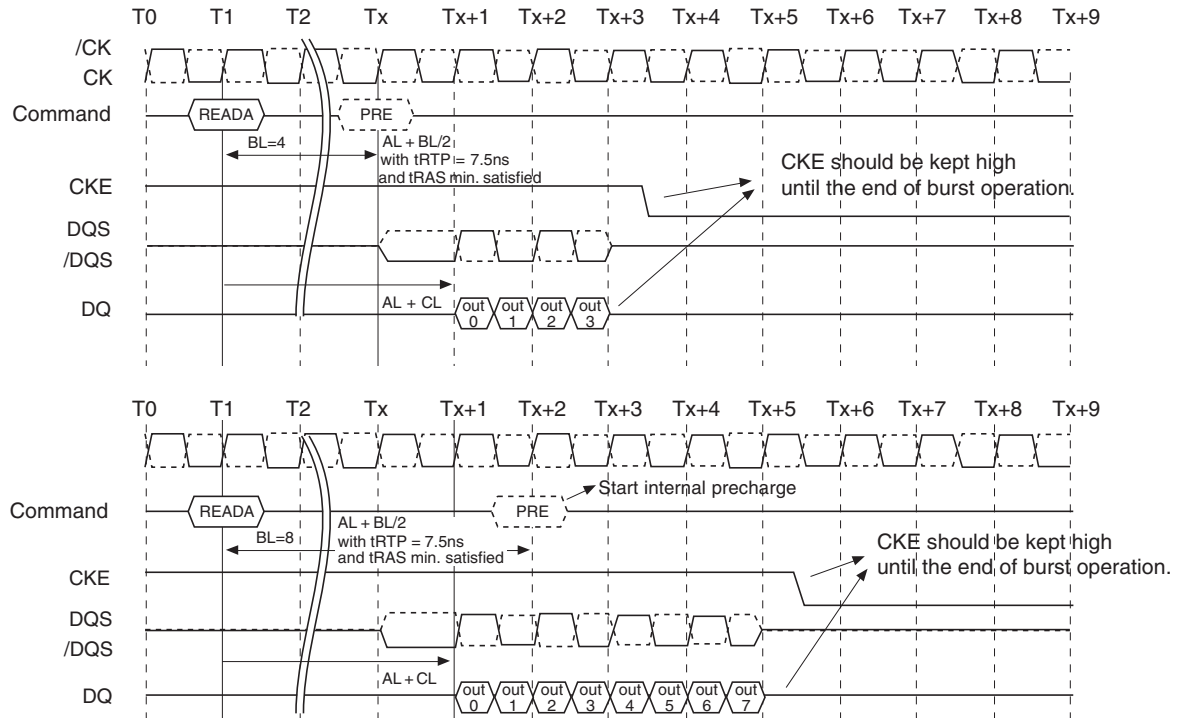 T0 T1 T2 Tx Tx+1 Tx+2 Tx+3 Tx+4 Tx+5 Tx+6 Tx+7 Tx+8 Tx+9
/CK
CK
Command READA PRE
BL=4 AL + BL/2
with tRTP = 7.5ns
and tRAS min. satisfied
CKE should be kept high
until the end of burst operation.
CKE
DQS
/DQS
AL + CL
DQ out 0 out 1 out 2 out 3
T0 T1 T2 Tx Tx+1 Tx+2 Tx+3 Tx+4 Tx+5 Tx+6 Tx+7 Tx+8 Tx+9
Start internal precharge
Command READA PRE
BL=8 AL + BL/2
with tRTP = 7.5ns
and tRAS min. satisfied
CKE should be kept high
until the end of burst operation.
CKE
DQS
/DQS
AL + CL
DQ out 0 out 1 out 2 out 3 out 4 out 5 out 6 out 7